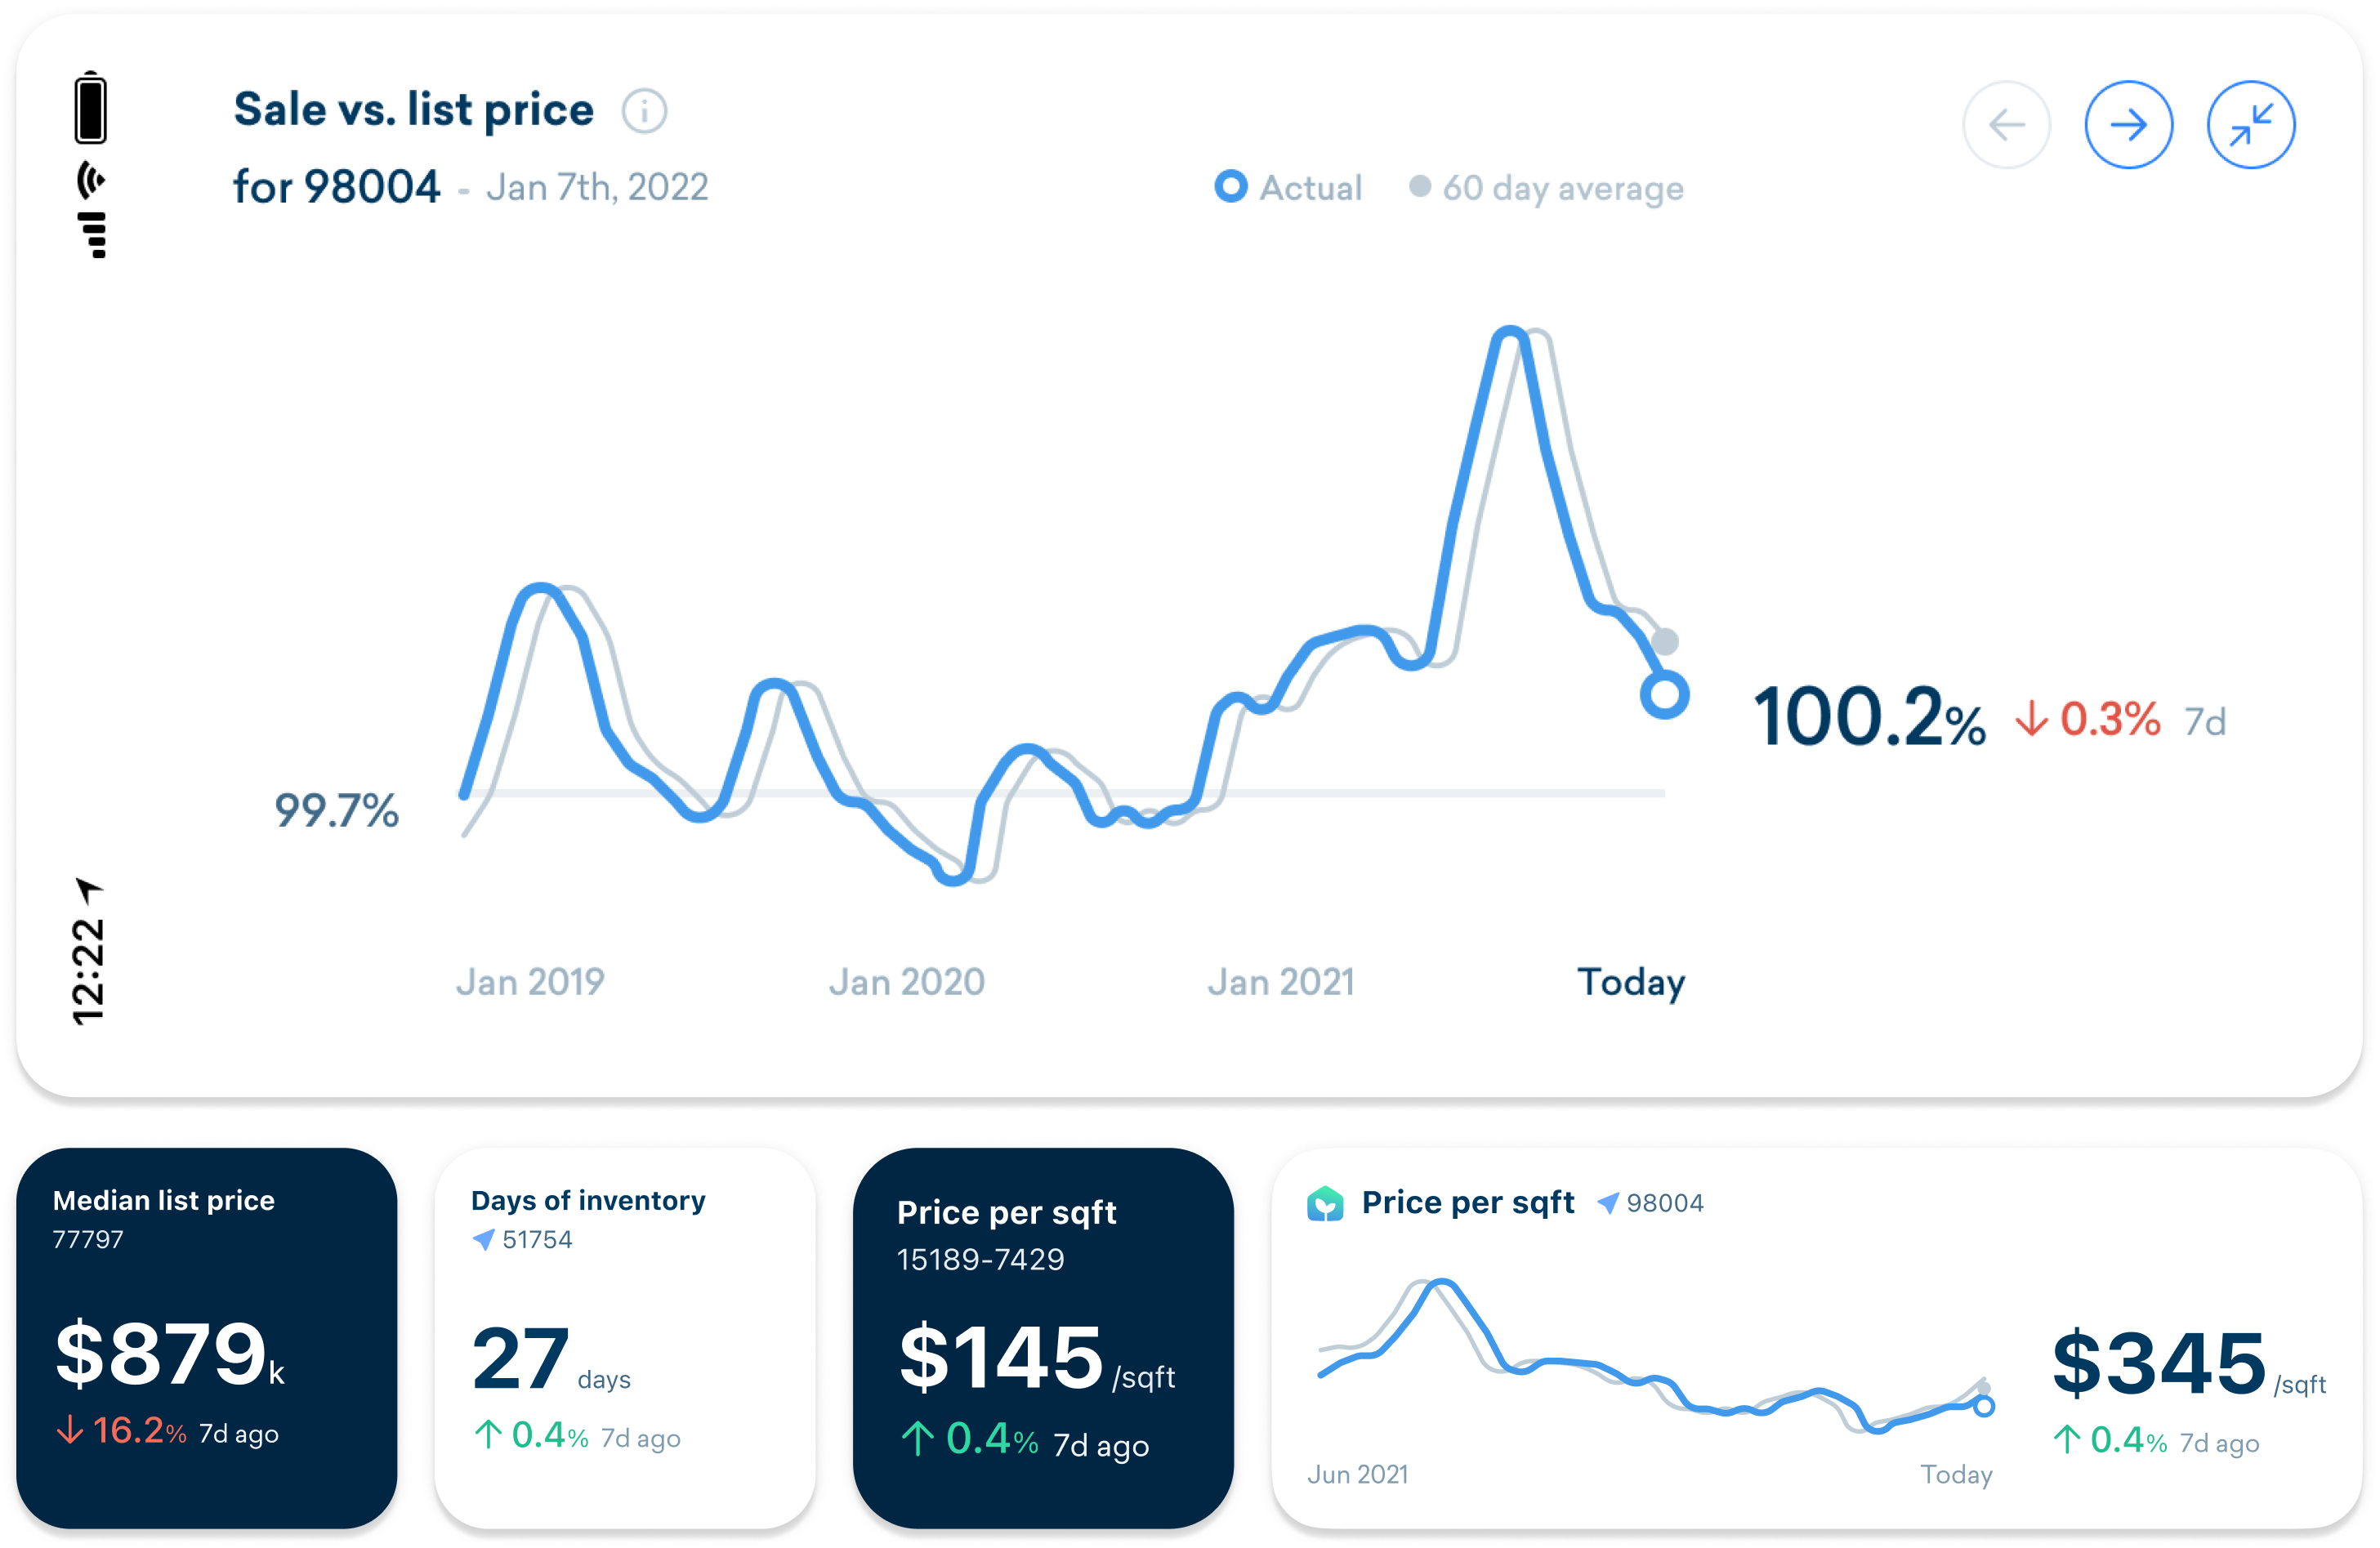 Sale vs. list price
for 98004 - Jan 7th, 2022
Actual
60 day average
99.7%
100.2% ↓ 0.3% 7d
12:22
Jan 2019
Jan 2020
Jan 2021
Today
Median list price
77797
$879k
↓ 16.2% 7d ago
Days of inventory
51754
27 days
↑ 0.4% 7d ago
Price per sqft
15189-7429
$145/sqft
↑ 0.4% 7d ago
Price per sqft 98004
$345/sqft
↑ 0.4% 7d ago
Jun 2021
Today